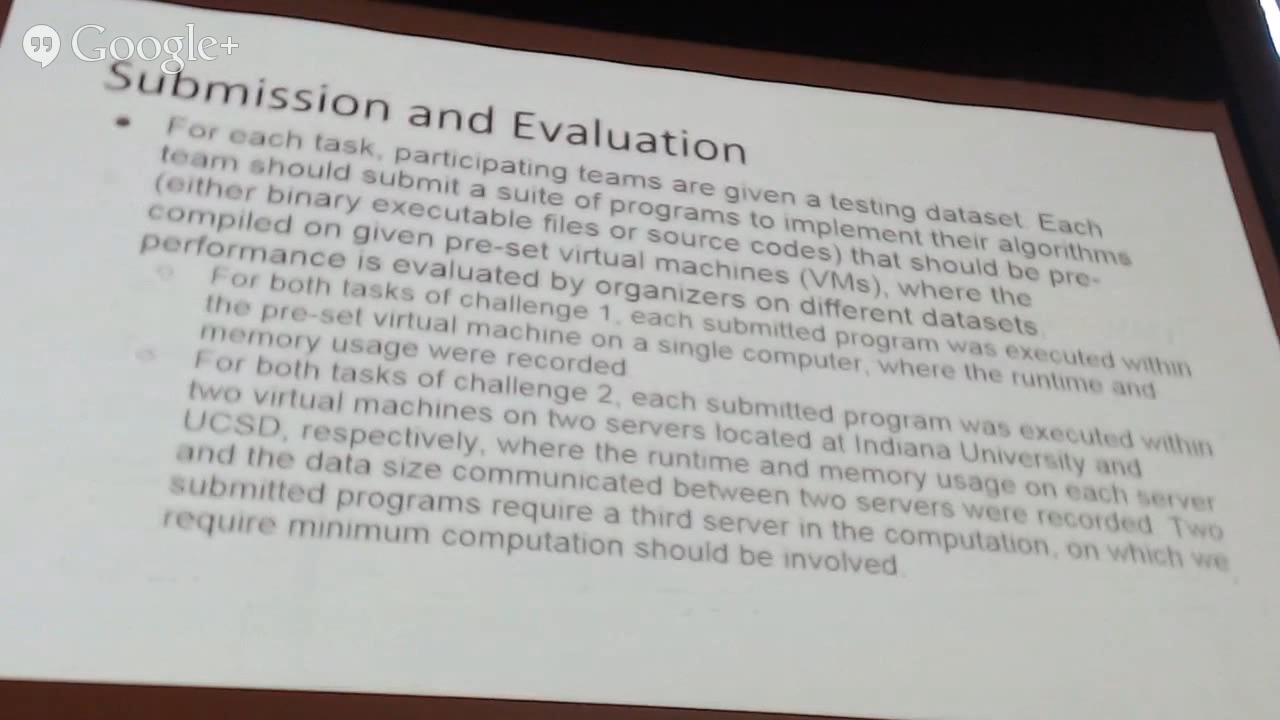 Google+
Submission and Evaluation
• For each task, participating teams are given a testing dataset. Each
team should submit a suite of programs to implement their algorithms
(either binary executable files or source codes) that should be pre-
compiled on given pre-set virtual machines (VMs), where the
performance is evaluated by organizers on different datasets.
○ For both tasks of challenge 1, each submitted program was executed within
the pre-set virtual machine on a single computer, where the runtime and
memory usage were recorded
○ For both tasks of challenge 2, each submitted program was executed within
two virtual machines on two servers located at Indiana University and
UCSD, respectively, where the runtime and memory usage on each server
and the data size communicated between two servers were recorded. Two
submitted programs require a third server in the computation, on which we
require minimum computation should be involved.